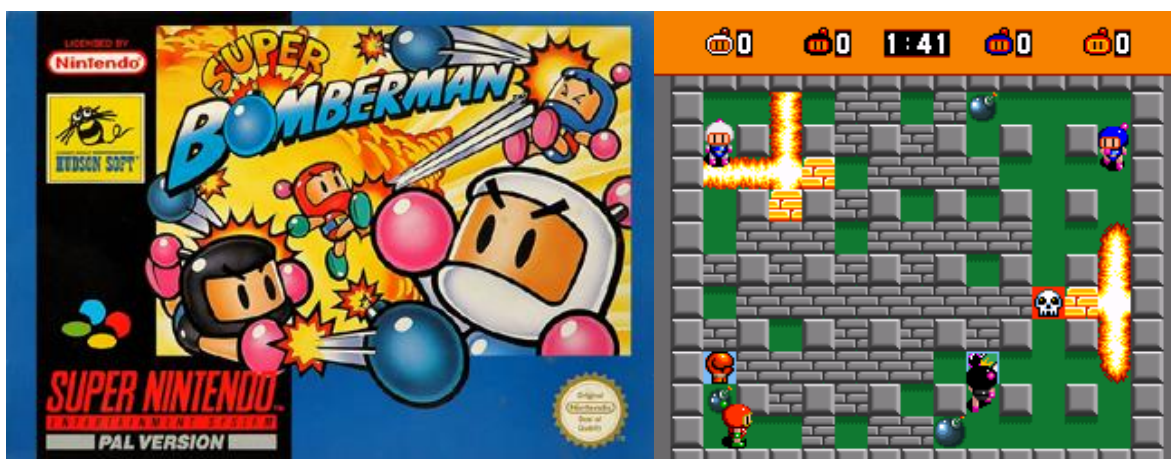 LICENSED BY
Nintendo®
SUPER
BOMBERMAN
HUDSON SOFT®
SUPER NINTENDO
ENTERTAINMENT SYSTEM
PAL VERSION
Original
Nintendo
Seal of
Quality
0 0 1:41 0 0